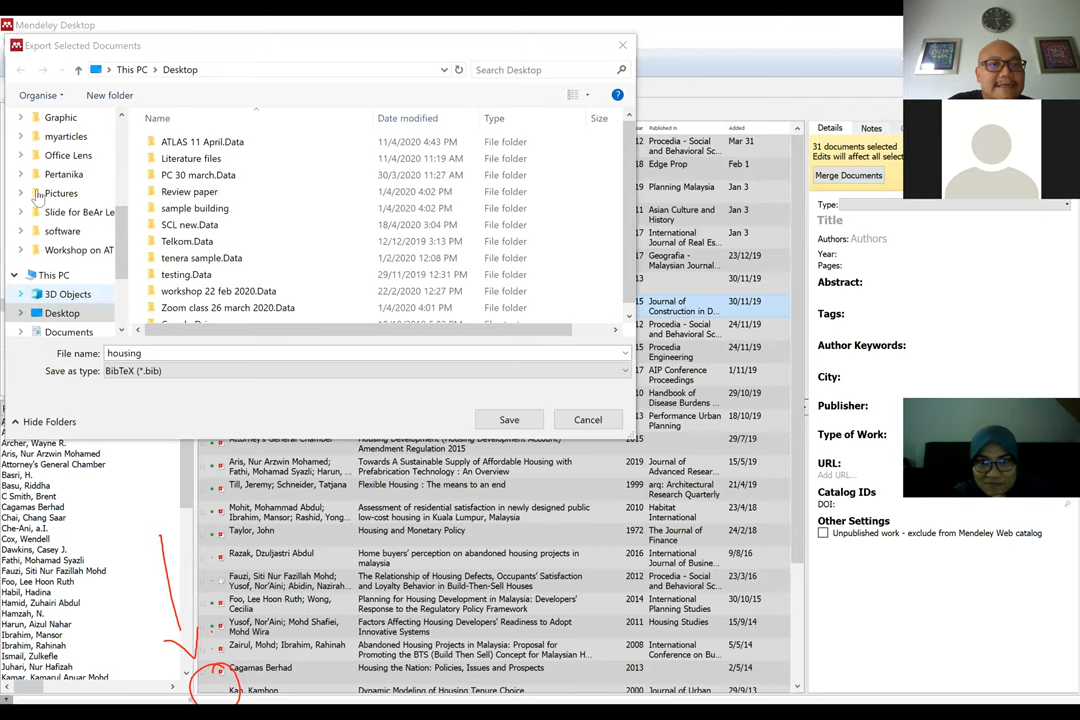 Mendeley Desktop
Export Selected Documents
This PC > Desktop
Search Desktop
Organise
New folder
Graphic
myarticles
Office Lens
Pertanika
Pictures
Slide for BeAr Le
software
Workshop on AT
This PC
3D Objects
Desktop
Documents
Name Date modified Type Size
ATLAS 11 April.Data 11/4/2020 4:43 PM File folder
Literature files 11/4/2020 11:19 AM File folder
PC 30 march.Data 30/3/2020 11:27 AM File folder
Review paper 1/4/2020 4:02 PM File folder
sample building 1/4/2020 4:02 PM File folder
SCL new.Data 18/4/2020 3:04 PM File folder
Telkom.Data 12/12/2019 3:13 PM File folder
tenera sample.Data 1/2/2020 12:08 PM File folder
testing.Data 29/11/2019 12:31 PM File folder
workshop 22 feb 2020.Data 22/2/2020 12:27 PM File folder
Zoom class 26 march 2020.Data 1/4/2020 4:01 PM File folder
File name: housing
Save as type: BibTeX (*.bib)
Hide Folders
Save
Cancel
Published In Added
12 Procedia - Social Mar 31
and Behavioral Sc...
18 Edge Prop Feb 1
19 Planning Malaysia Jan 3
11 Asian Culture and Jan 3
History
17 International Jan 3
Journal of Real Es...
17 Geografia - Jan 3
Malaysian Journal...
13 30/11/19
15 Journal of 30/11/19
Construction in D...
12 Procedia - Social 24/11/19
and Behavioral Sc...
15 Procedia 24/11/19
Engineering
17 AIP Conference 1/11/19
Proceedings
10 Handbook of 29/10/19
Disease Burdens ...
13 Performance Urban 18/10/19
Planning
Attorney's General Chamber Housing Development (Housing Development Account) 2015 29/7/19
Amendment Regulation 2015
Aris, Nur Arzwin Mohamed; Towards A Sustainable Supply of Affordable Housing with 2019 Journal of 15/5/19
Fathi, Mohamad Syazli; Harun, ... Prefabrication Technology : An Overview Advanced Resear...
Till, Jeremy; Schneider, Tatjana Flexible Housing : The means to an end 1999 arq: Architectural 21/4/19
Research Quarterly
Mohit, Mohammad Abdul; Assessment of residential satisfaction in newly designed public 2010 Habitat 23/4/18
Ibrahim, Mansor; Rashid, Yong... low-cost housing in Kuala Lumpur, Malaysia International
Taylor, John Housing and Monetary Policy 1972 The Journal of 24/2/18
Finance
Razak, Dzuljastri Abdul Home buyers' perception on abandoned housing projects in 2016 International 9/8/16
malaysia Journal of Busine...
Fauzi, Siti Nur Fazillah Mohd; The Relationship of Housing Defects, Occupants' Satisfaction 2012 Procedia - Social 23/3/16
Yusof, Nor'Aini; Abidin, Nazirah... and Loyalty Behavior in Build-Then-Sell Houses and Behavioral Sc...
Foo, Lee Hoon Ruth; Wong, Planning for Housing Development in Malaysia: Developers' 2014 International 30/10/15
Cecilia Response to the Regulatory Policy Framework Planning Studies
Yusof, Nor'Aini; Mohd Shafiei, Factors Affecting Housing Developers' Readiness to Adopt 2011 Housing Studies 15/9/14
Mohd Wira Innovative Systems
Zairul, Mohd; Ibrahim, Rahinah Abandoned Housing Projects in Malaysia: Proposal for 2008 International 5/5/14
Promoting the BTS (Build Then Sell) Concept for Malaysian H... Conference on Bu...
Cagamas Berhad Housing the Nation: Policies, Issues and Prospects 2013 2/5/14
Kan, Kamhon Dynamic Modeling of Housing Tenure Choice 2000 Journal of Urban 29/9/13
Archer, Wayne R.
Attorney's General Chamber
Basri, H.
Basu, Riddha
C Smith, Brent
Cagamas Berhad
Chai, Chang Saar
Che-Ani, a.I.
Cox, Wendell
Dawkins, Casey J.
Fathi, Mohamad Syazli
Fauzi, Siti Nur Fazillah Mohd
Foo, Lee Hoon Ruth
Habil, Hadina
Hamid, Zuhairi Abdul
Hamzah, N.
Harun, Aizul Nahar
Ibrahim, Mansor
Ibrahim, Rahinah
Ismail, Zulkefle
Juhari, Nur Hafizah
Kamar, Kamarul Anuar Mohd
Details Notes
31 documents selected
Edits will affect all selec
Merge Documents
Type:
Title
Authors: Authors
Year:
Pages:
Abstract:
Tags:
Author Keywords:
City:
Publisher:
Type of Work:
URL:
Add URL...
Catalog IDs
DOI:
Other Settings
Unpublished work - exclude from Mendeley Web catalog